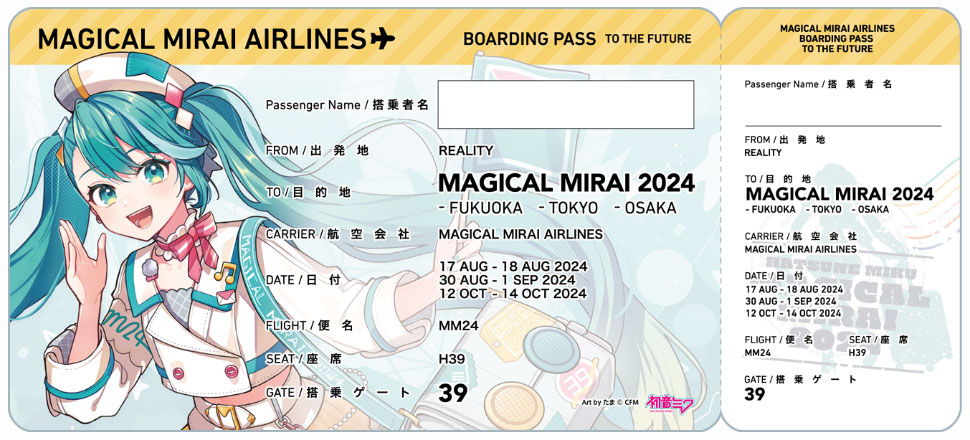 MAGICAL MIRAI AIRLINES
BOARDING PASS TO THE FUTURE
Passenger Name / 搭乗者名
FROM / 出 発 地 REALITY
TO / 目 的 地 MAGICAL MIRAI 2024
- FUKUOKA - TOKYO - OSAKA
CARRIER / 航 空 会 社 MAGICAL MIRAI AIRLINES
DATE / 日 付 17 AUG - 18 AUG 2024
30 AUG - 1 SEP 2024
12 OCT - 14 OCT 2024
FLIGHT / 便 名 MM24
SEAT / 座 席 H39
GATE / 搭 乗 ゲ ー ト 39
MAGICAL MIRAI
mm24
39
Art by たま © CFM
初音ミク
MAGICAL MIRAI AIRLINES
BOARDING PASS
TO THE FUTURE
Passenger Name / 搭 乗 者 名
FROM / 出 発 地
REALITY
TO / 目 的 地
MAGICAL MIRAI 2024
- FUKUOKA - TOKYO - OSAKA
CARRIER / 航 空 会 社
MAGICAL MIRAI AIRLINES
DATE / 日 付
17 AUG - 18 AUG 2024
30 AUG - 1 SEP 2024
12 OCT - 14 OCT 2024
FLIGHT / 便 名 SEAT / 座 席
MM24 H39
GATE / 搭 乗 ゲ ー ト
39
HATSUNE MIKU
MAGICAL
MIRAI
2024